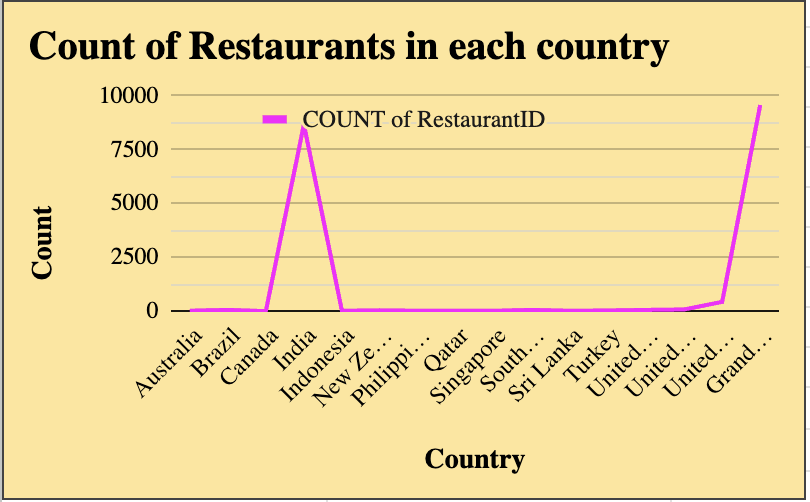 Count of Restaurants in each country
COUNT of RestaurantID
10000
7500
5000
2500
0
Count
Australia
Brazil
Canada
India
Indonesia
New Ze…
Philippi…
Qatar
Singapore
South…
Sri Lanka
Turkey
United…
United…
United…
Grand…
Country